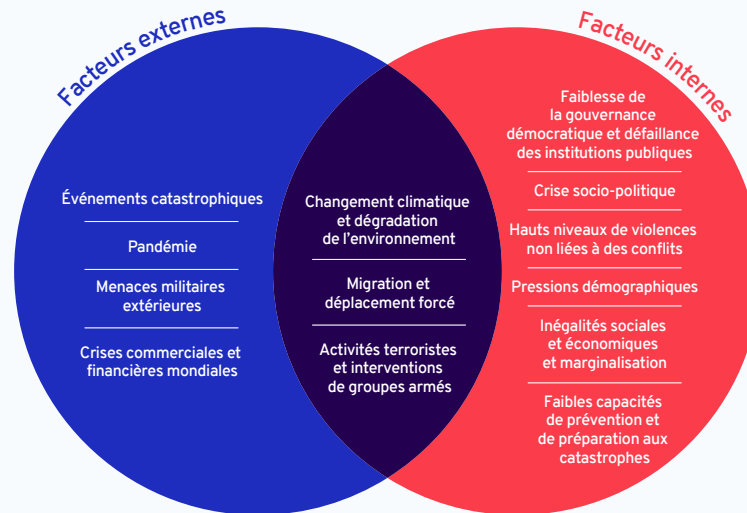 Facteurs externes
Événements catastrophiques
Pandémie
Menaces militaires
extérieures
Crises commerciales et
financières mondiales
Changement climatique
et dégradation
de l’environnement
Migration et
déplacement forcé
Activités terroristes
et interventions
de groupes armés
Facteurs internes
Faiblesse de
la gouvernance
démocratique et défaillance
des institutions publiques
Crise socio-politique
Hauts niveaux de violences
non liées à des conflits
Pressions démographiques
Inégalités sociales
et économiques
et marginalisation
Faibles capacités
de prévention et
de préparation aux
catastrophes